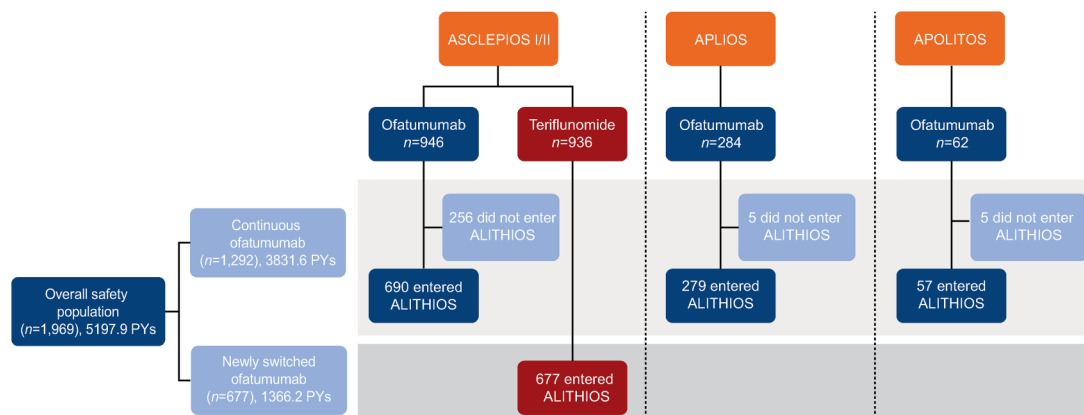 ASCLEPIOS I/II
APLIOS
APOLITOS
Ofatumumab
n=946
Teriflunomide
n=936
Ofatumumab
n=284
Ofatumumab
n=62
256 did not enter
ALITHIOS
5 did not enter
ALITHIOS
5 did not enter
ALITHIOS
Continuous
ofatumumab
(n=1,292), 3831.6 PYs
690 entered
ALITHIOS
279 entered
ALITHIOS
57 entered
ALITHIOS
Overall safety
population
(n=1,969), 5197.9 PYs
Newly switched
ofatumumab
(n=677), 1366.2 PYs
677 entered
ALITHIOS